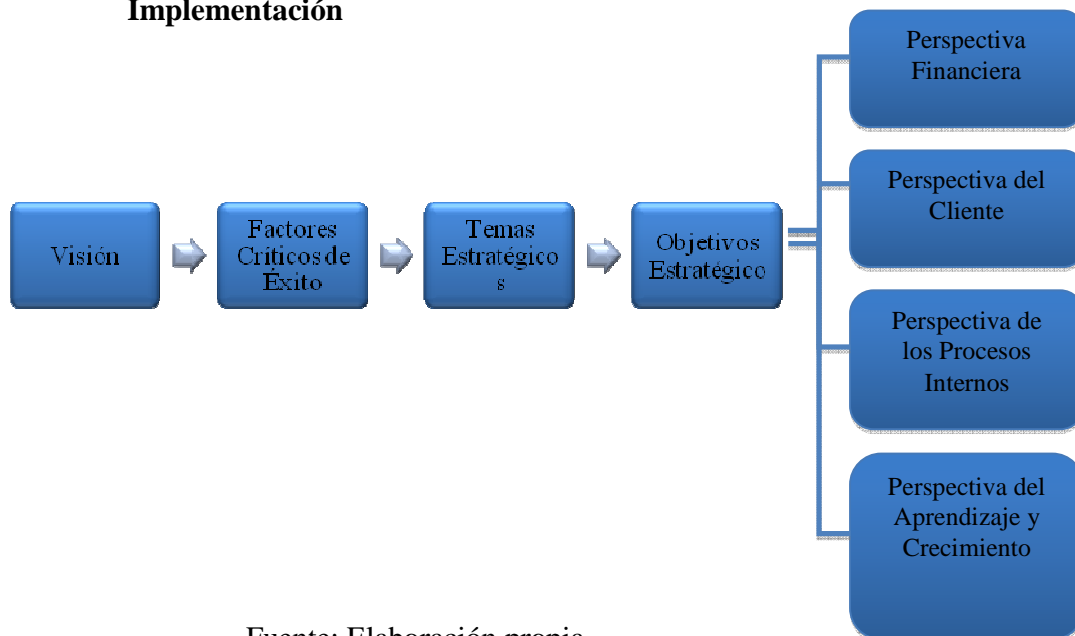 Implementación
Perspectiva
Financiera
Perspectiva del
Cliente
Visión
Factores
Críticos de
Éxito
Temas
Estratégico
s
Objetivos
Estratégico
Perspectiva de
los Procesos
Internos
Perspectiva del
Aprendizaje y
Crecimiento
Fuente: Elaboración propia